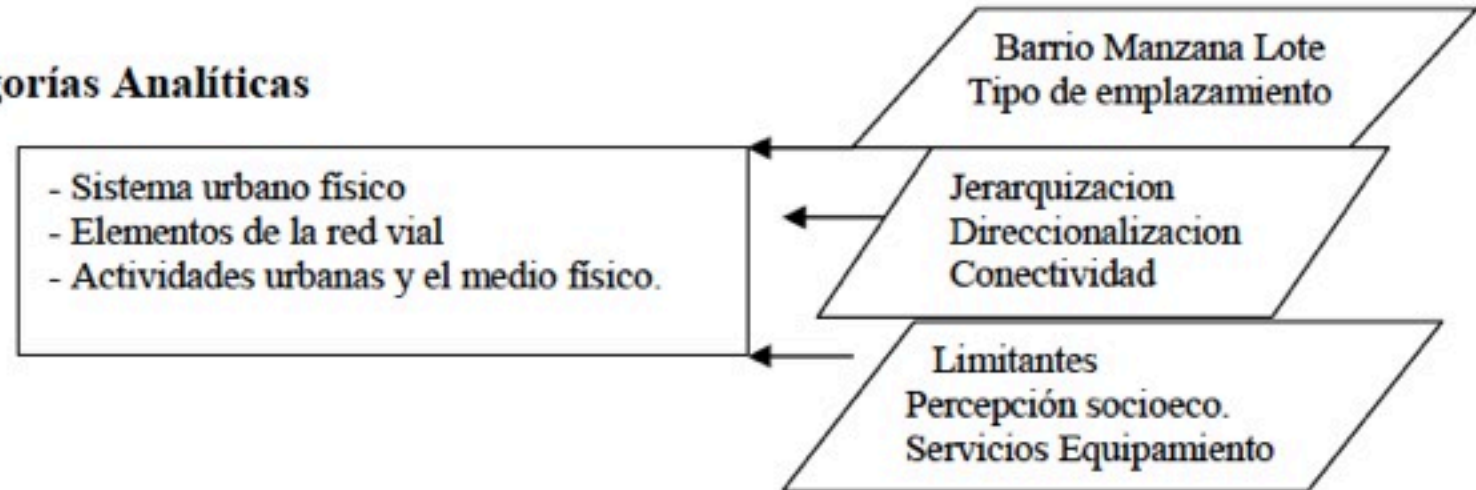 gorías Analíticas
- Sistema urbano físico
- Elementos de la red vial
- Actividades urbanas y el medio físico.
Barrio Manzana Lote
Tipo de emplazamiento
Jerarquizacion
Direccionalizacion
Conectividad
Limitantes
Percepción socioeco.
Servicios Equipamiento